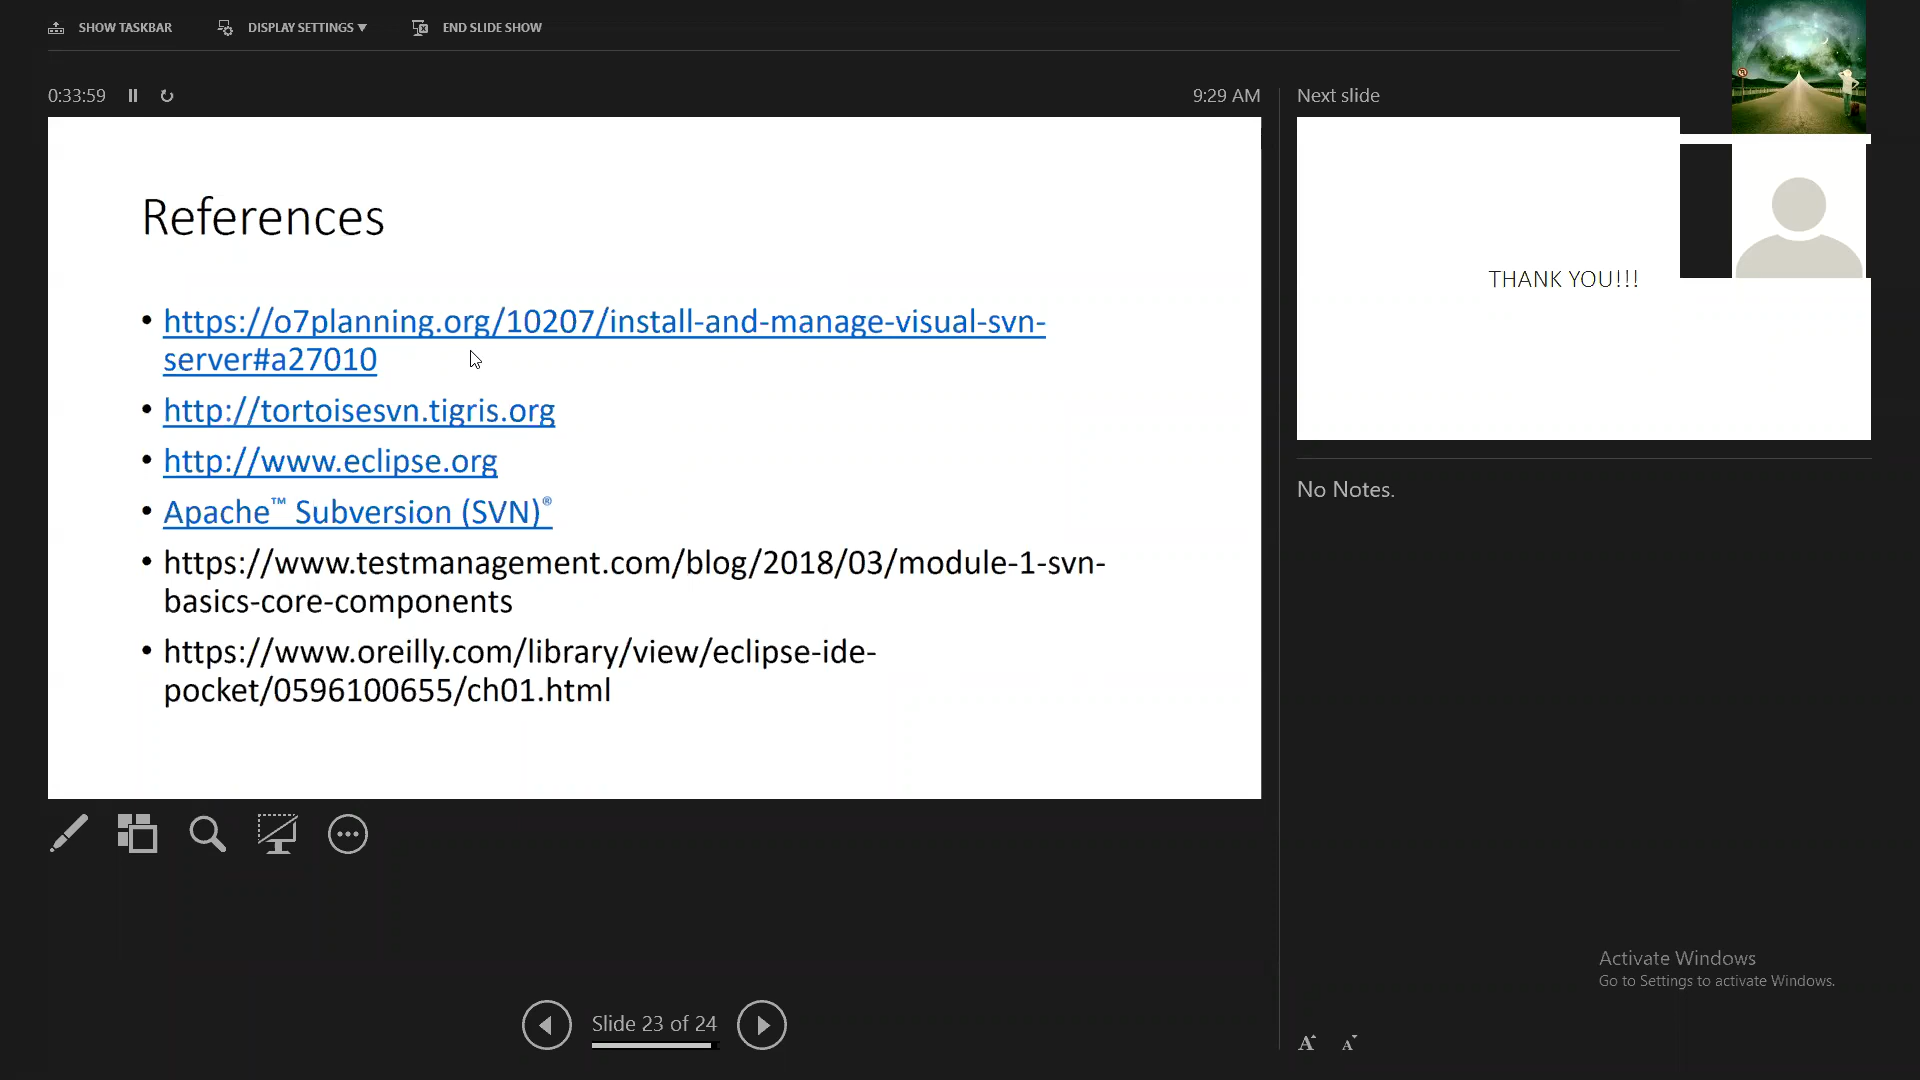 SHOW TASKBAR
DISPLAY SETTINGS ▼
END SLIDE SHOW
0:33:59
9:29 AM
Next slide
References
• https://o7planning.org/10207/install-and-manage-visual-svn-
server#a27010
• http://tortoisesvn.tigris.org
• http://www.eclipse.org
• Apache™ Subversion (SVN)®
• https://www.testmanagement.com/blog/2018/03/module-1-svn-
basics-core-components
• https://www.oreilly.com/library/view/eclipse-ide-
pocket/0596100655/ch01.html
THANK YOU!!!
No Notes.
Activate Windows
Go to Settings to activate Windows.
Slide 23 of 24
A A